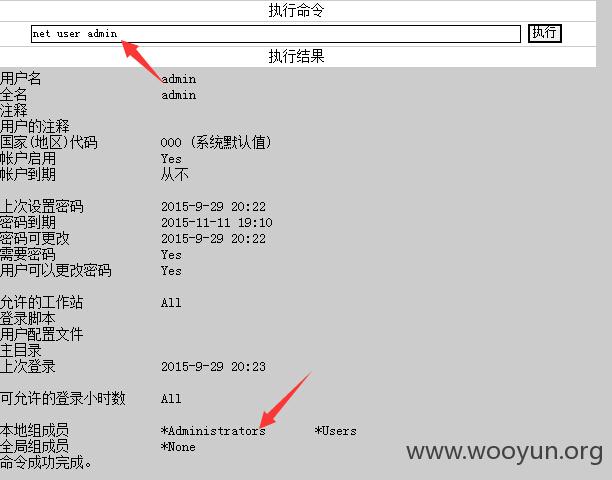 执行命令
net user admin 执行
执行结果
用户名 admin
全名 admin
注释
用户的注释
国家(地区)代码 000 (系统默认值)
帐户启用 Yes
帐户到期 从不
上次设置密码 2015-9-29 20:22
密码到期 2015-11-11 19:10
密码可更改 2015-9-29 20:22
需要密码 Yes
用户可以更改密码 Yes
允许的工作站 All
登录脚本
用户配置文件
主目录
上次登录 2015-9-29 20:23
可允许的登录小时数 All
本地组成员 *Administrators *Users
全局组成员 *None
命令成功完成。
www.wooyun.org